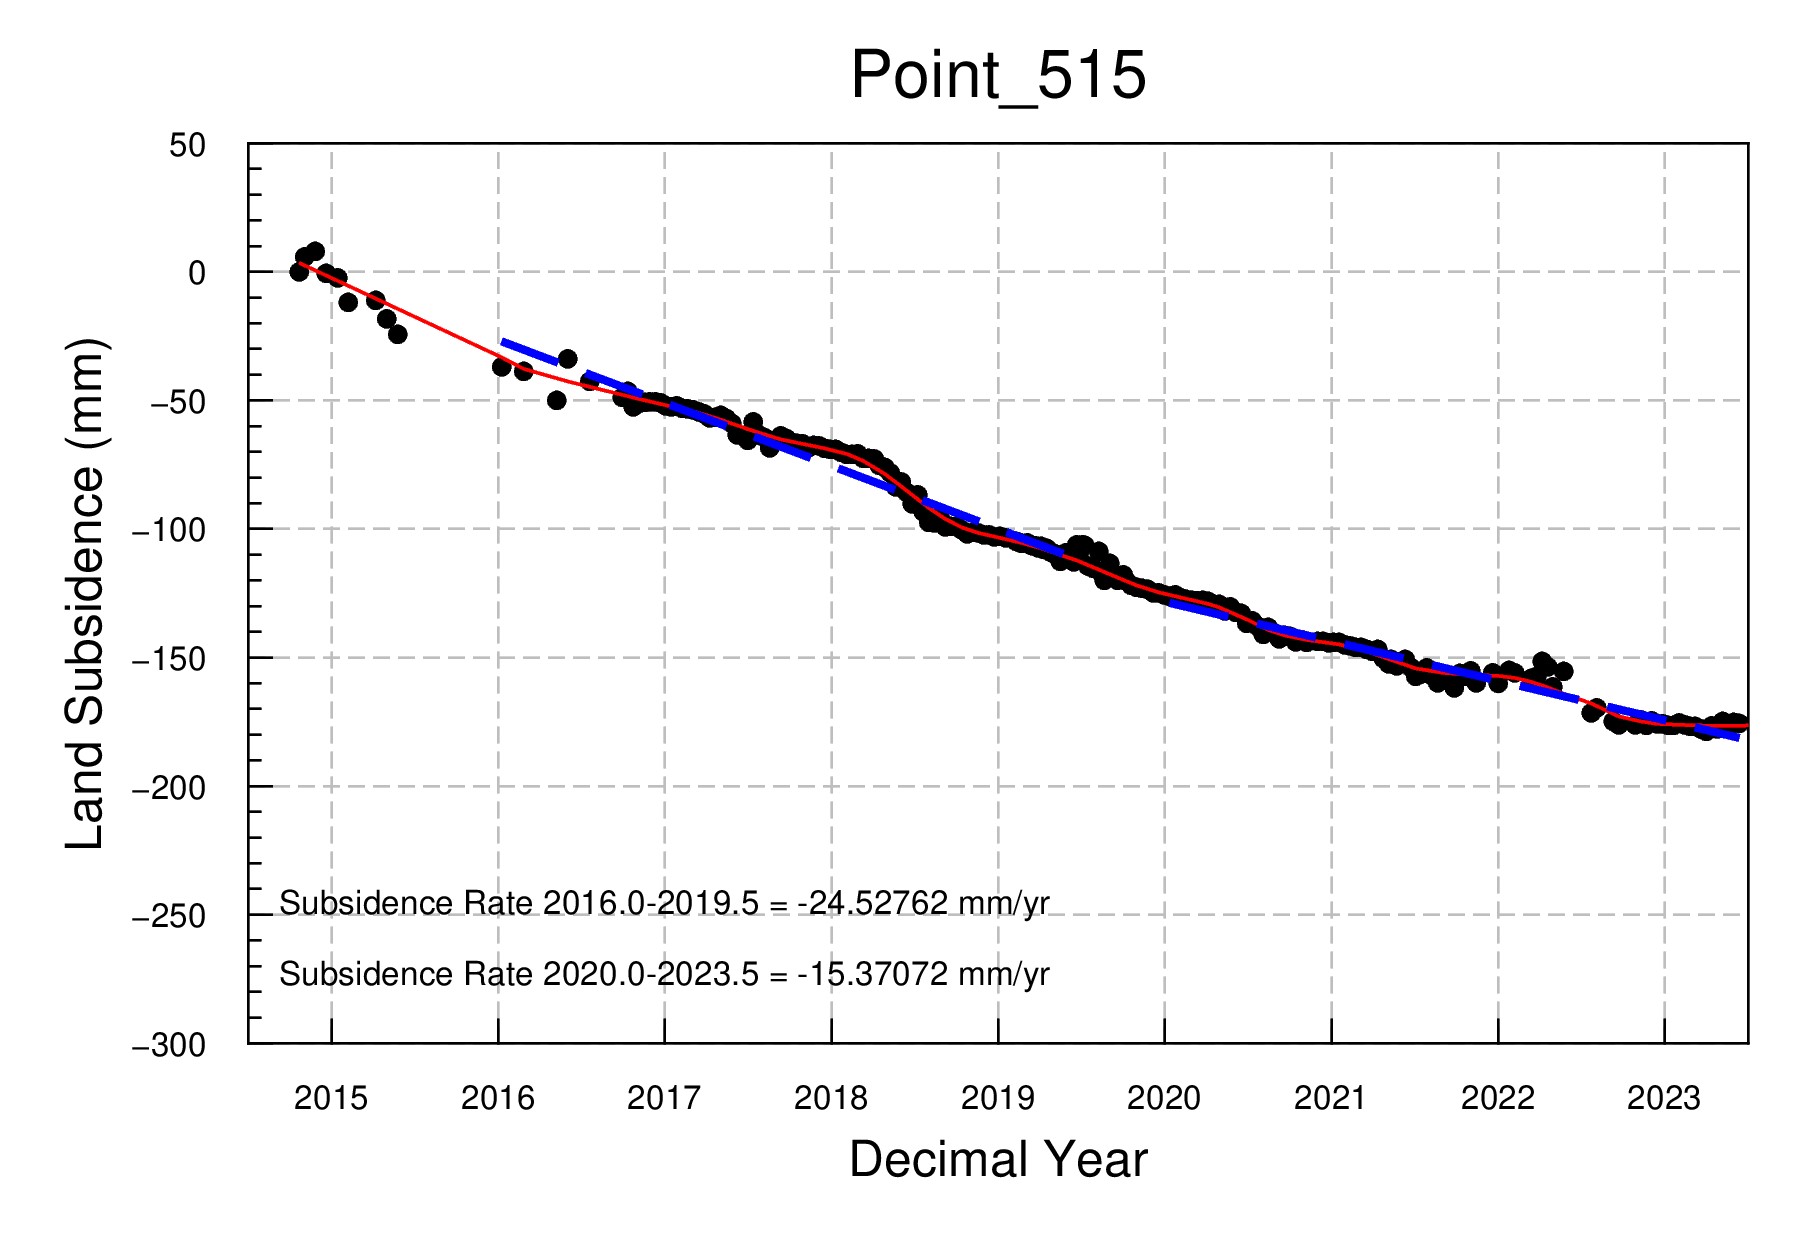 Point_515
50
0
−50
−100
−150
−200
−250
−300
Land Subsidence (mm)
Subsidence Rate 2016.0-2019.5 = -24.52762 mm/yr
Subsidence Rate 2020.0-2023.5 = -15.37072 mm/yr
2015 2016 2017 2018 2019 2020 2021 2022 2023
Decimal Year